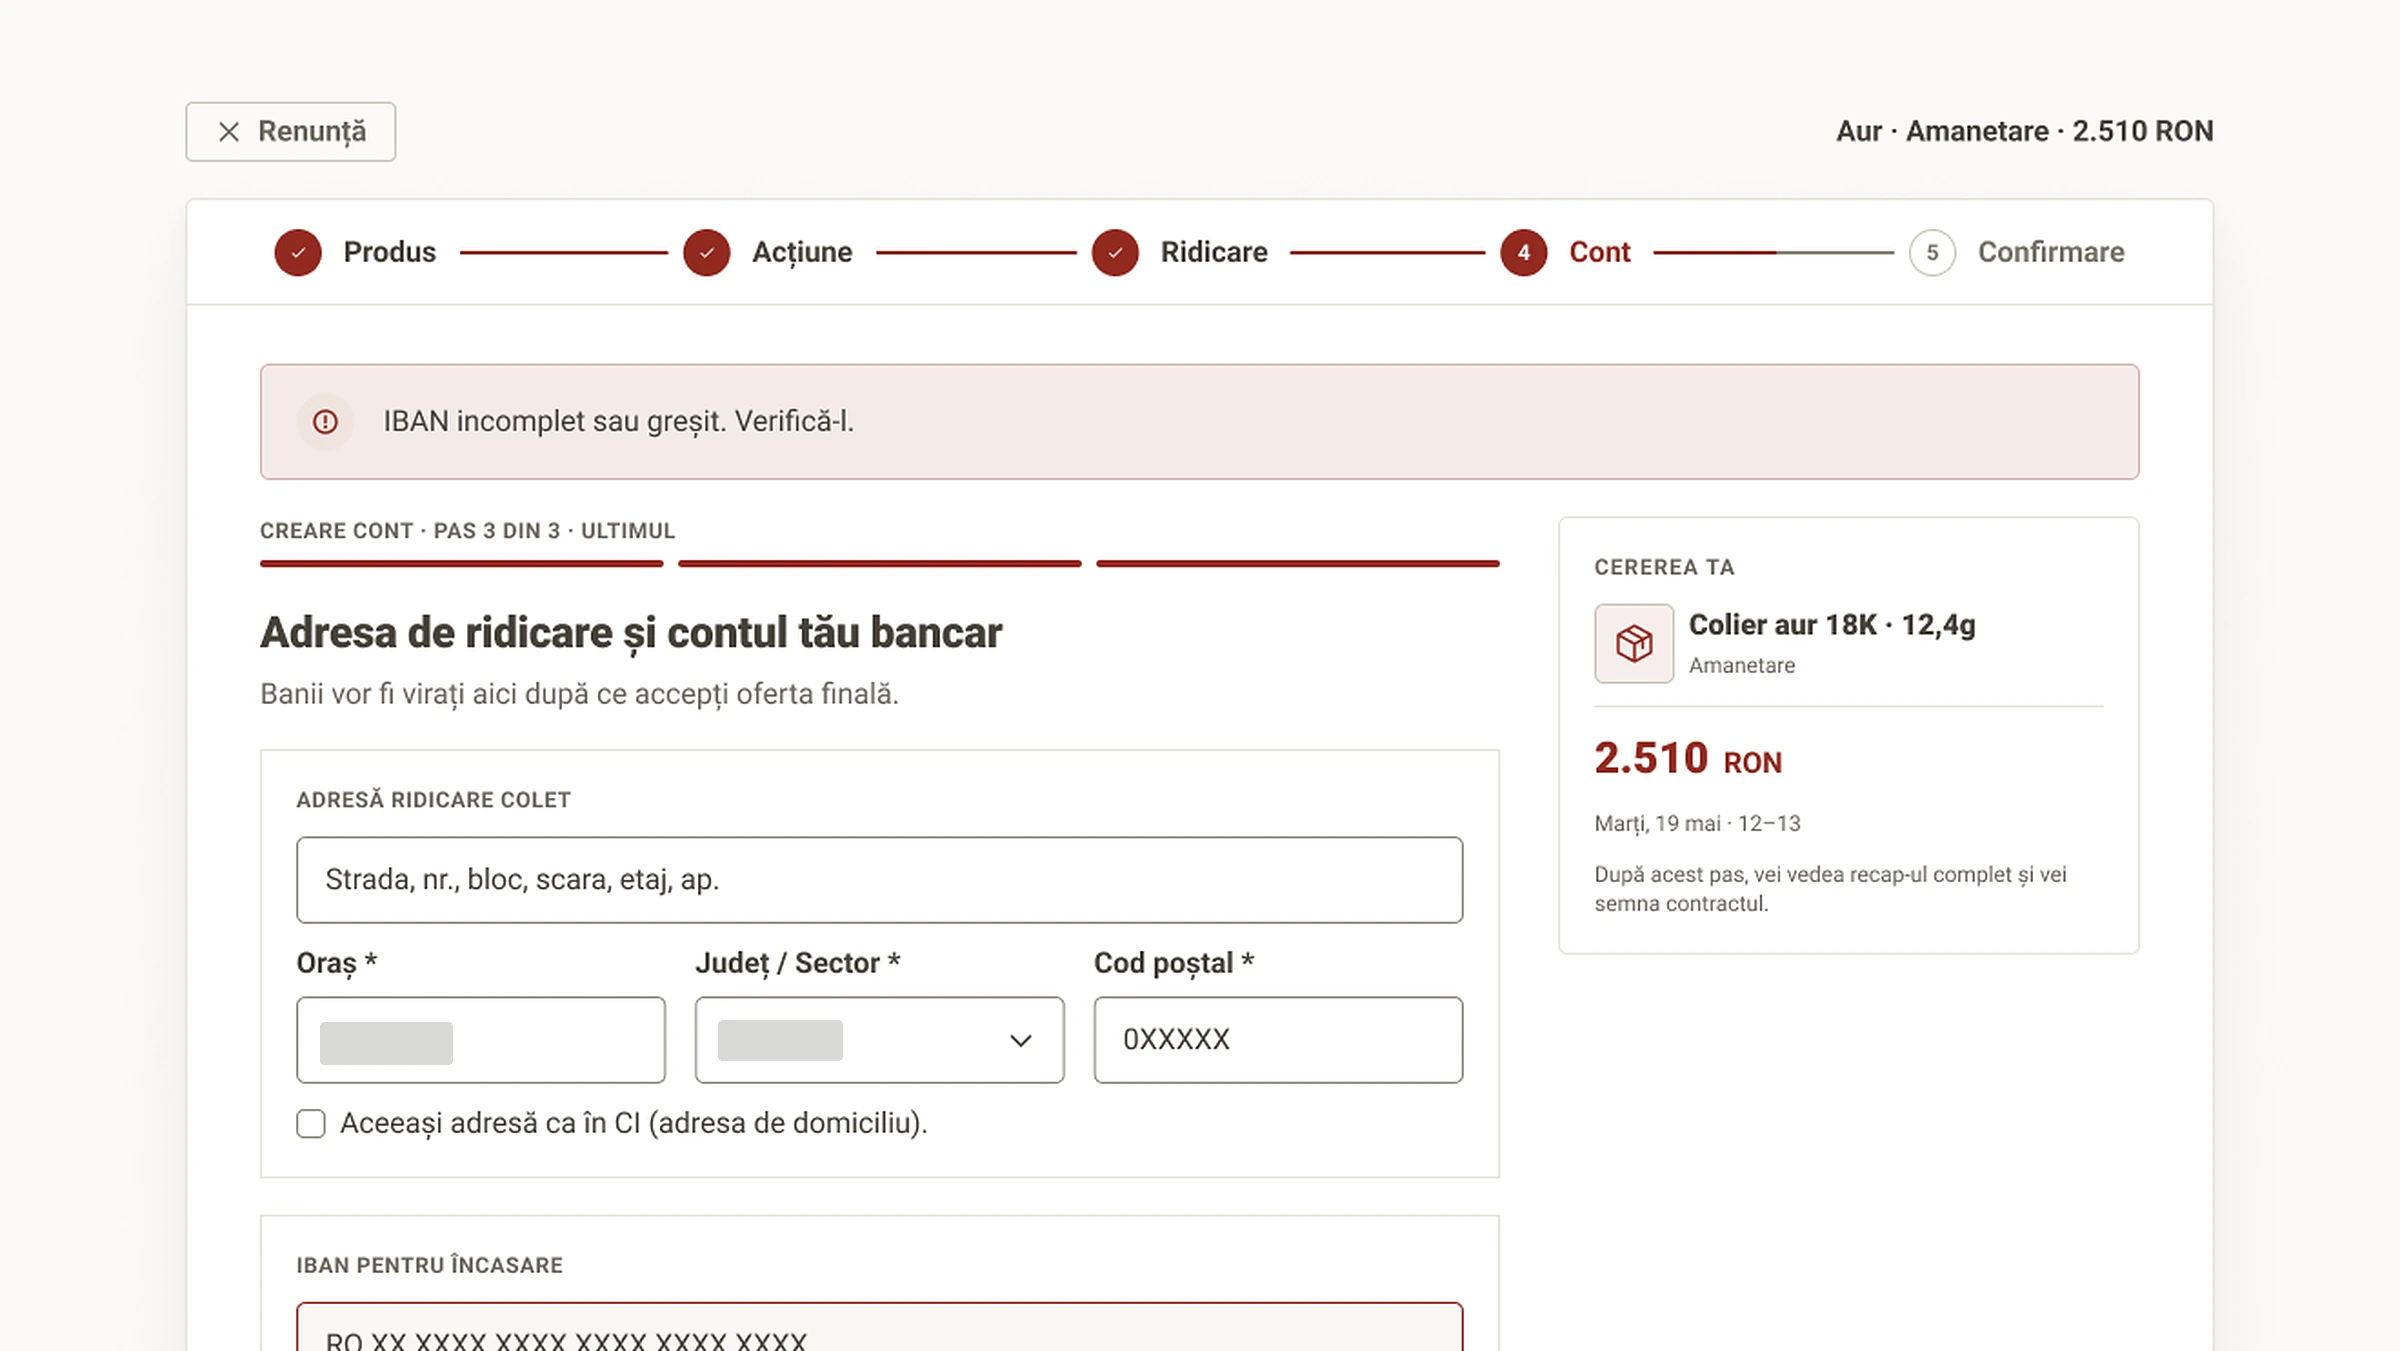 Renunță
Aur · Amanetare · 2.510 RON
Produs
Acțiune
Ridicare
4 Cont
5 Confirmare
IBAN incomplet sau greșit. Verifică-l.
CREARE CONT · PAS 3 DIN 3 · ULTIMUL
Adresa de ridicare și contul tău bancar
Banii vor fi virați aici după ce accepți oferta finală.
ADRESĂ RIDICARE COLET
Strada, nr., bloc, scara, etaj, ap.
Oraș *
Județ / Sector *
Cod poștal *
0XXXXX
Aceeași adresă ca în CI (adresa de domiciliu).
IBAN PENTRU ÎNCASARE
RO XX XXXX XXXX XXXX XXXX XXXX
CEREREA TA
Colier aur 18K · 12,4g
Amanetare
2.510 RON
Marți, 19 mai · 12–13
După acest pas, vei vedea recap-ul complet și vei
semna contractul.